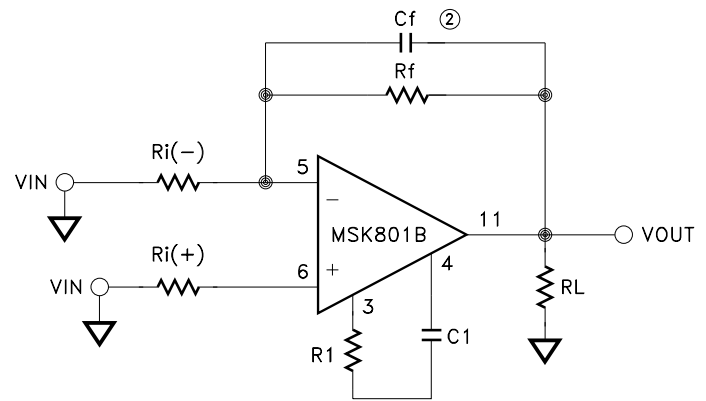 Cf ②
Rf
Ri(-)
VIN
5
-
MSK801B
11
VOUT
Ri(+)
VIN
6
+
4
3
RL
R1
C1